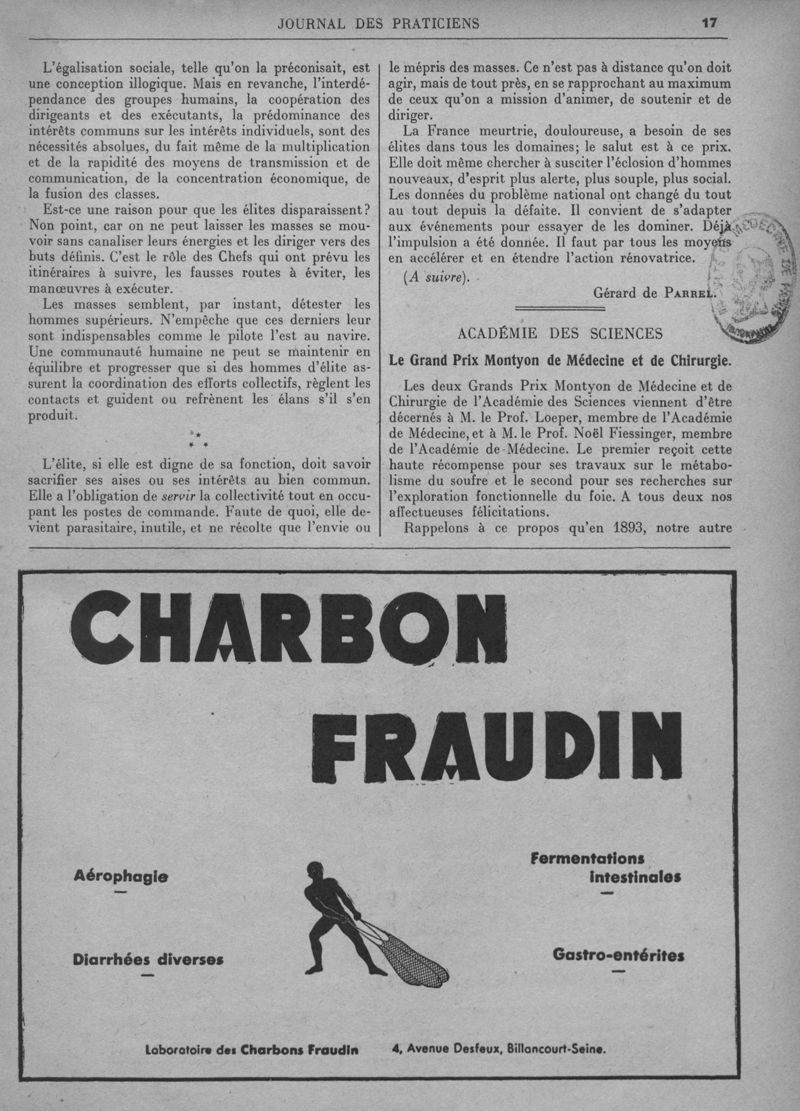 JOURNAL DES PRATICIENS 17
L'égalisation sociale, telle qu'on la préconisait, est
une conception illogique. Mais en revanche, l'interdé-
pendance des groupes humains, la coopération des
dirigeants et des exécutants, la prédominance des
intérêts communs sur les intérêts individuels, sont des
nécessités absolues, du fait même de la multiplication
et de la rapidité des moyens de transmission et de
communication, de la concentration économique, de
la fusion des classes.
Est-ce une raison pour que les élites disparaissent?
Non point, car on ne peut laisser les masses se mou-
voir sans canaliser leurs énergies et les diriger vers des
buts définis. C'est le rôle des Chefs qui ont prévu les
itinéraires à suivre, les fausses routes à éviter, les
manœuvres à exécuter.
Les masses semblent, par instant, détester les
hommes supérieurs. N'empêche que ces derniers leur
sont indispensables comme le pilote l'est au navire.
Une communauté humaine ne peut se maintenir en
équilibre et progresser que si des hommes d'élite as-
surent la coordination des efforts collectifs, règlent les
contacts et guident ou refrènent les élans s'il s'en
produit.
*
* *
L'élite, si elle est digne de sa fonction, doit savoir
sacrifier ses aises ou ses intérêts au bien commun.
Elle a l'obligation de servir la collectivité tout en occu-
pant les postes de commande. Faute de quoi, elle de-
vient parasitaire, inutile, et ne récolte que l'envie ou
le mépris des masses. Ce n'est pas à distance qu'on doit
agir, mais de tout près, en se rapprochant au maximum
de ceux qu'on a mission d'animer, de soutenir et de
diriger.
La France meurtrie, douloureuse, a besoin de ses
élites dans tous les domaines; le salut est à ce prix.
Elle doit même chercher à susciter l'éclosion d'hommes
nouveaux, d'esprit plus alerte, plus souple, plus social.
Les données du problème national ont changé du tout
au tout depuis la défaite. Il convient de s'adapter
aux événements pour essayer de les dominer. Déjà
l'impulsion a été donnée. Il faut par tous les moyens
en accélérer et en étendre l'action rénovatrice.
(A suivre).
Gérard de PARREL.
ACADÉMIE DES SCIENCES
Le Grand Prix Montyon de Médecine et de Chirurgie.
Les deux Grands Prix Montyon de Médecine et de
Chirurgie de l'Académie des Sciences viennent d'être
décernés à M. le Prof. Loeper, membre de l'Académie
de Médecine, et à M. le Prof. Noël Fiessinger, membre
de l'Académie de Médecine. Le premier reçoit cette
haute récompense pour ses travaux sur le métabo-
lisme du soufre et le second pour ses recherches sur
l'exploration fonctionnelle du foie. A tous deux nos
affectueuses félicitations.
Rappelons à ce propos qu'en 1893, notre autre
CHARBON
FRAUDIN
Aérophagie
Diarrhées diverses
Fermentations
intestinales
Gastro-entérites
Laboratoire des Charbons Fraudin 4, Avenue Desfeux, Billancourt-Seine.